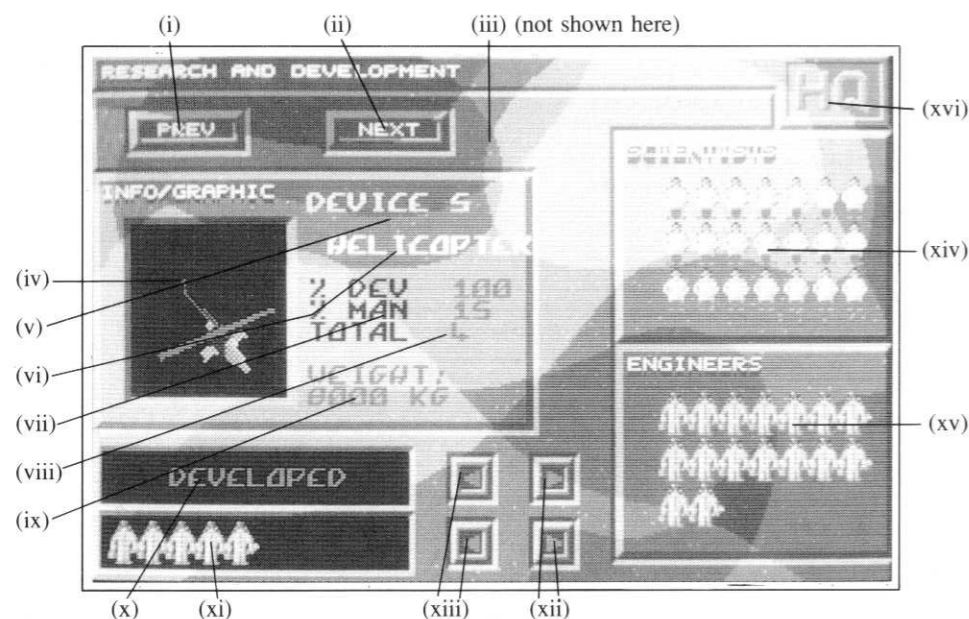 (i) (ii) (iii) (not shown here)
RESEARCH AND DEVELOPMENT
HQ
(xvi)
PREV NEXT
SCIENTISTS
INFO/GRAPHIC
DEVICE 5
HELICOPTER
(xiv)
(iv)
% DEV 100
(v)
% MAN 15
TOTAL 4
(vi)
ENGINEERS
WEIGHT:
0000 KG
(vii)
(xv)
(viii)
DEVELOPED
(ix)
(x) (xi) (xiii) (xii)